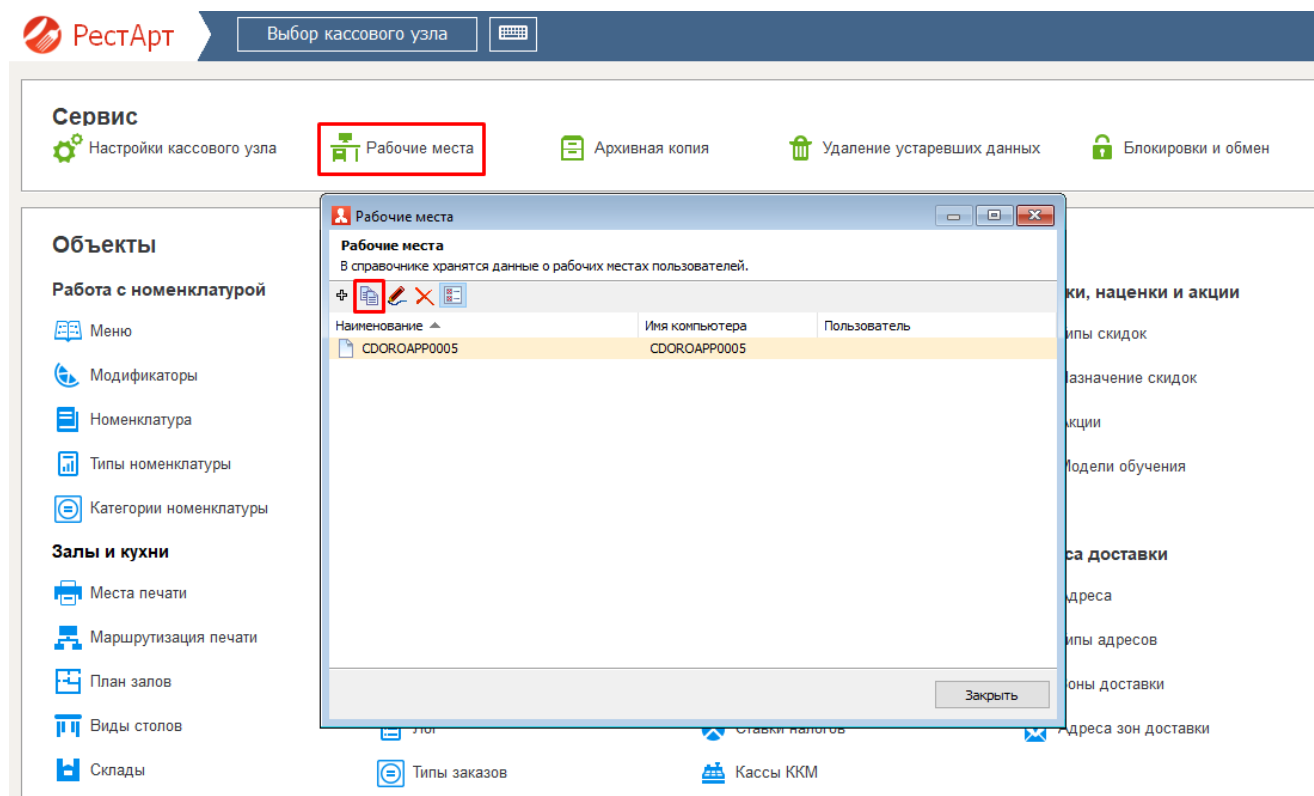 РестАрт
Выбор кассового узла
Сервис
Настройки кассового узла
Рабочие места
Архивная копия
Удаление устаревших данных
Блокировки и обмен
Рабочие места
Рабочие места
В справочнике хранятся данные о рабочих местах пользователей.
Наименование Имя компьютера Пользователь
CDOROAPP0005 CDOROAPP0005
Закрыть
Объекты
Работа с номенклатурой
Меню
Модификаторы
Номенклатура
Типы номенклатуры
Категории номенклатуры
Залы и кухни
Места печати
Маршрутизация печати
План залов
Виды столов
Склады
Лог
Типы заказов
Ставки налогов
Кассы ККМ
ки, наценки и акции
ипы скидок
азначение скидок
кции
Модели обучения
са доставки
Адреса
ипы адресов
оны доставки
Адреса зон доставки